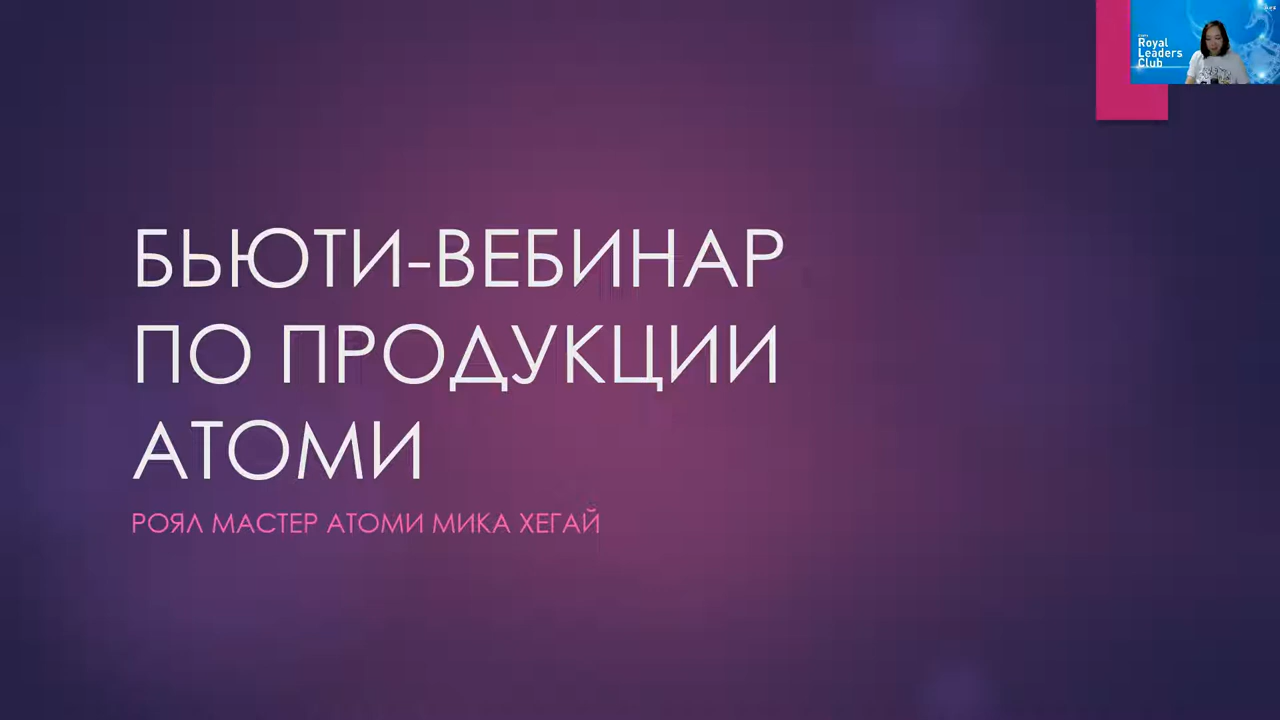 БЬЮТИ-ВЕБИНАР
ПО ПРОДУКЦИИ
АТОМИ
РОЯЛ МАСТЕР АТОМИ МИКА ХЕГАЙ
Royal
Leaders
Club